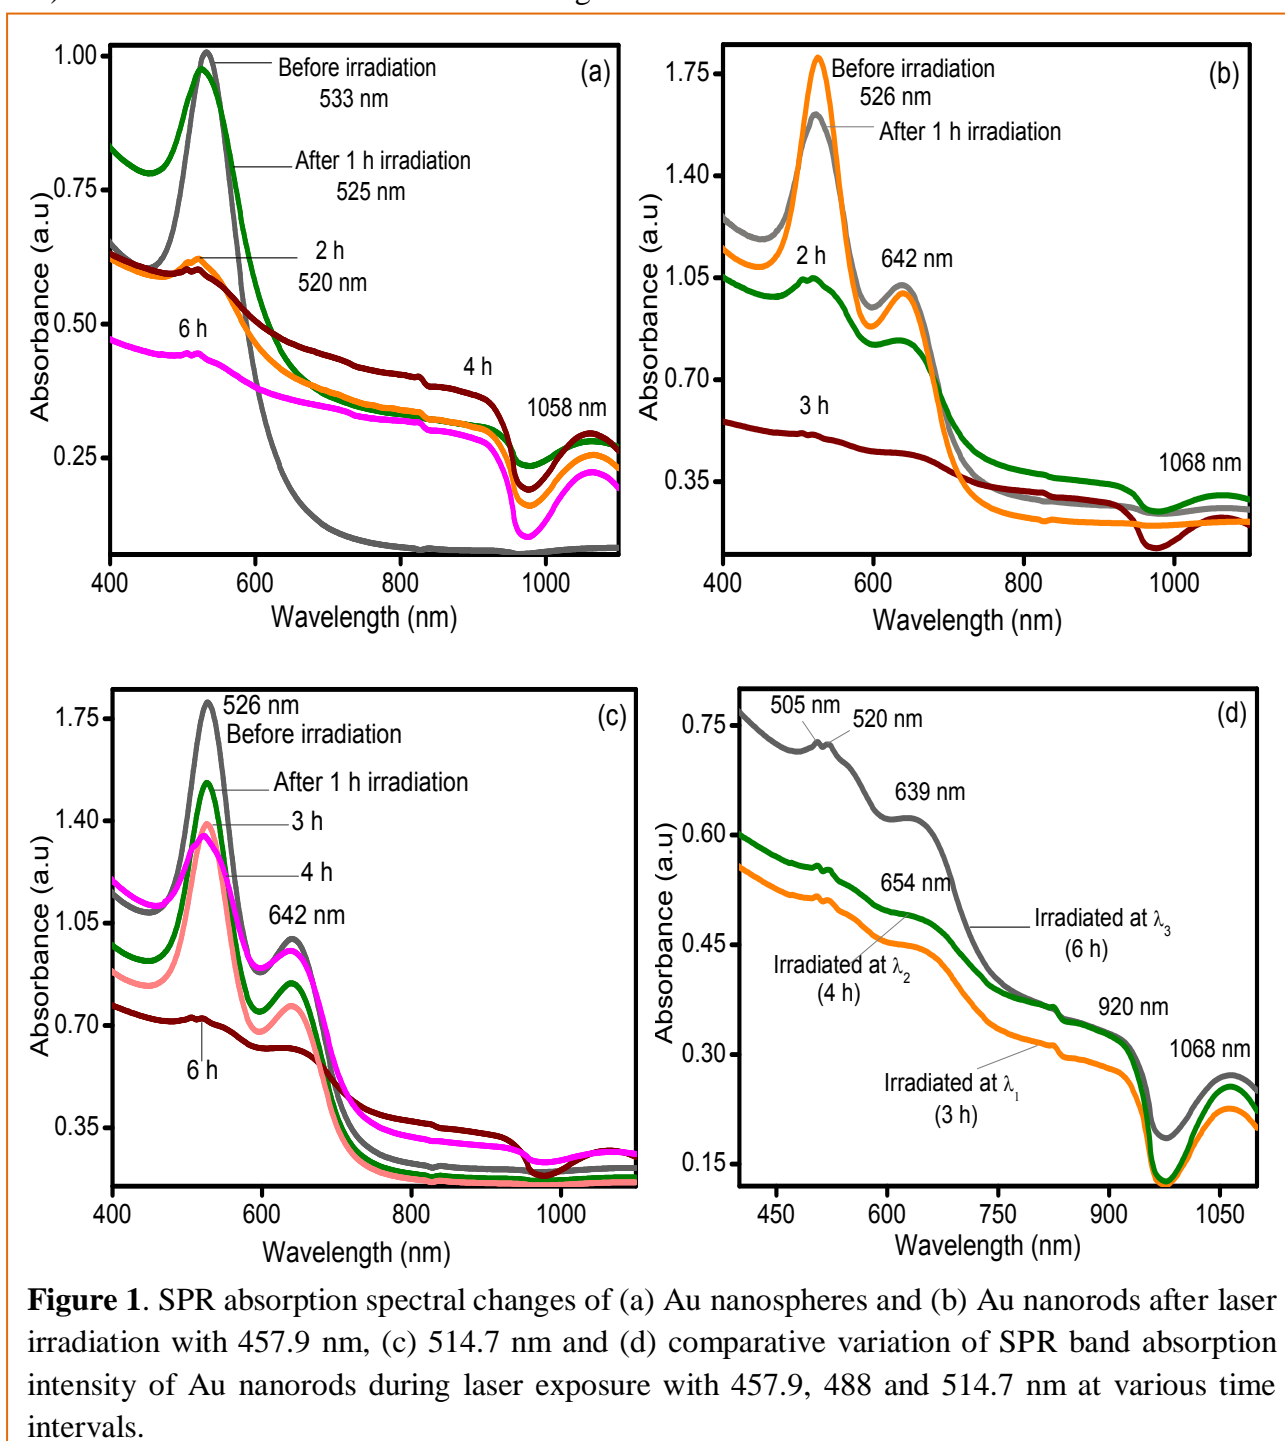 (a)
Before irradiation
533 nm
After 1 h irradiation
525 nm
2 h
520 nm
6 h
4 h
1058 nm
1.00
0.75
0.50
0.25
400
600
800
1000
Absorbance (a.u)
Wavelength (nm)
(b)
Before irradiation
526 nm
After 1 h irradiation
2 h
642 nm
3 h
1068 nm
1.75
1.40
1.05
0.70
0.35
400
600
800
1000
Absorbance (a.u)
Wavelength (nm)
(c)
526 nm
Before irradiation
After 1 h irradiation
3 h
4 h
642 nm
6 h
1.75
1.40
1.05
0.70
0.35
400
600
800
1000
Absorbance (a.u)
Wavelength (nm)
(d)
505 nm
520 nm
639 nm
654 nm
Irradiated at λ3
(6 h)
Irradiated at λ2
(4 h)
920 nm
1068 nm
Irradiated at λ1
(3 h)
0.75
0.60
0.45
0.30
0.15
450
600
750
900
1050
Absorbance (a.u)
Wavelength (nm)
Figure 1. SPR absorption spectral changes of (a) Au nanospheres and (b) Au nanorods after laser
irradiation with 457.9 nm, (c) 514.7 nm and (d) comparative variation of SPR band absorption
intensity of Au nanorods during laser exposure with 457.9, 488 and 514.7 nm at various time
intervals.